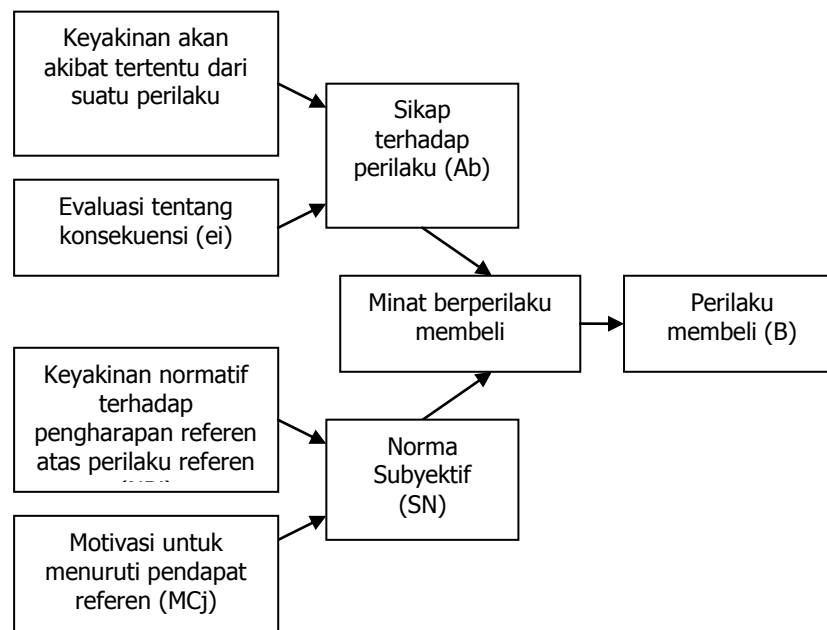 Keyakinan akan
akibat tertentu dari
suatu perilaku
Evaluasi tentang
konsekuensi (ei)
Sikap
terhadap
perilaku (Ab)
Minat berperilaku
membeli
Perilaku
membeli (B)
Keyakinan normatif
terhadap
pengharapan referen
atas perilaku referen
Norma
Subyektif
(SN)
Motivasi untuk
menuruti pendapat
referen (MCj)